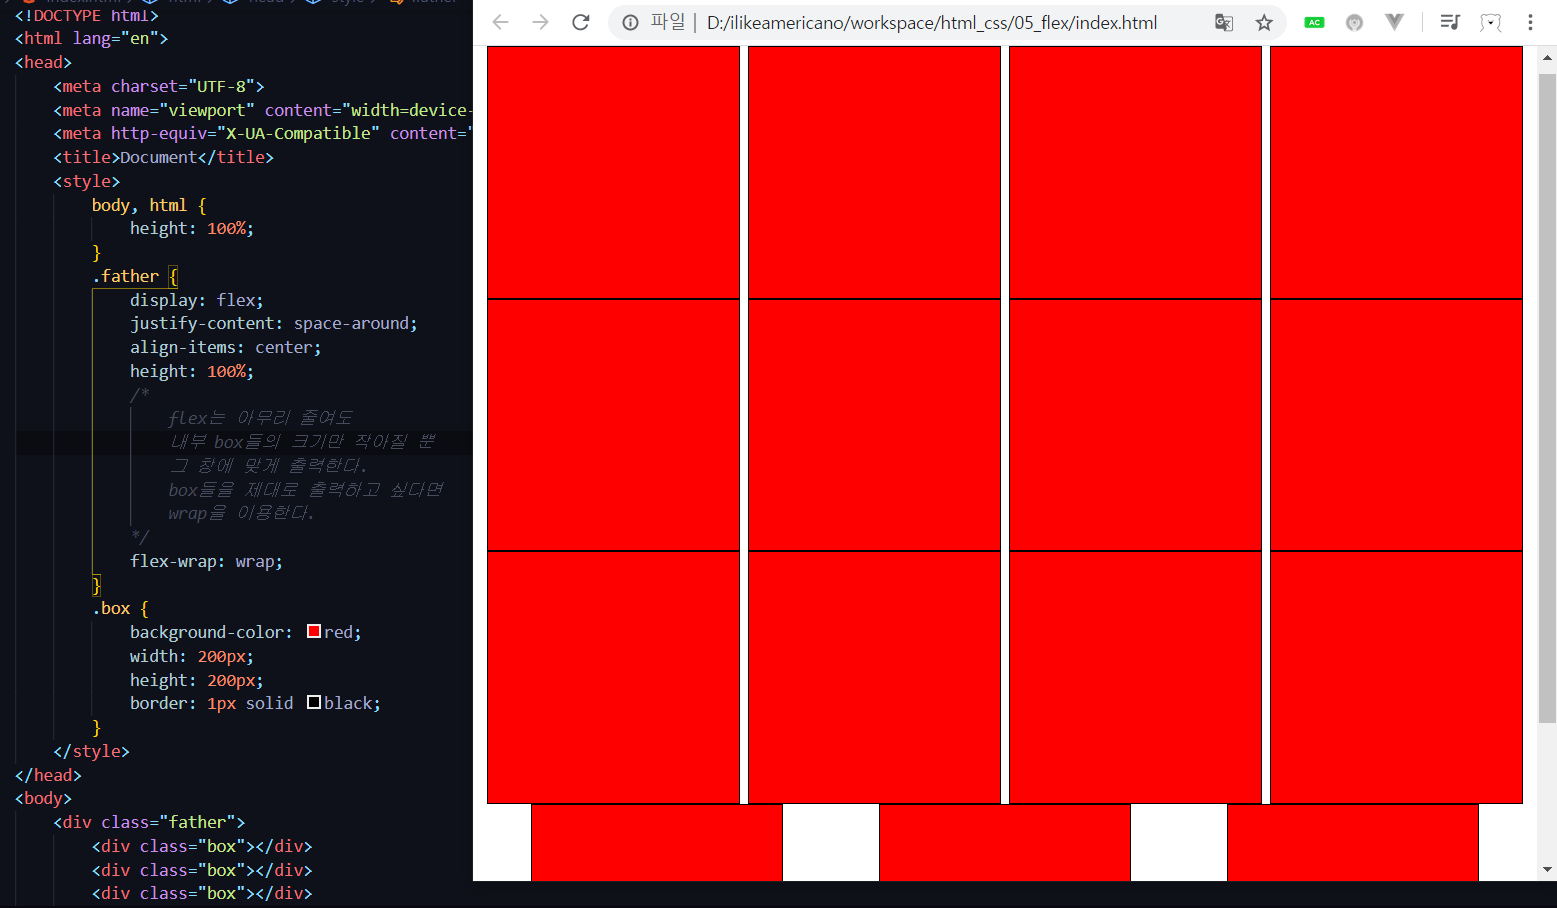 <!DOCTYPE html>
<html lang="en">
<head>
<meta charset="UTF-8">
<meta name="viewport" content="width=device-
<meta http-equiv="X-UA-Compatible" content="
<title>Document</title>
<style>
body, html {
height: 100%;
}
.father {
display: flex;
justify-content: space-around;
align-items: center;
height: 100%;
/*
flex는 아무리 줄여도
내부 box들의 크기만 작아질 뿐
그 창에 맞게 출력한다.
box들을 제대로 출력하고 싶다면
wrap을 이용한다.
*/
flex-wrap: wrap;
}
.box {
background-color: red;
width: 200px;
height: 200px;
border: 1px solid black;
}
</style>
</head>
<body>
<div class="father">
<div class="box"></div>
<div class="box"></div>
<div class="box"></div>
파일 | D:/ilikeamericano/workspace/html_css/05_flex/index.html
AC